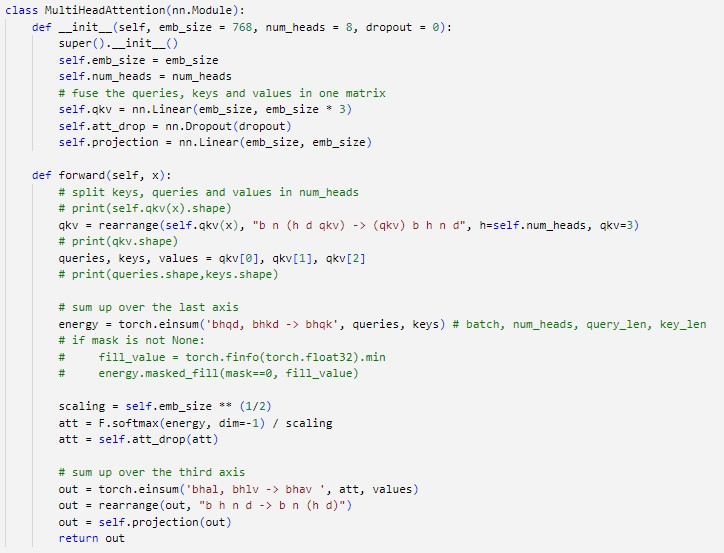 class MultiHeadAttention(nn.Module):
    def __init__(self, emb_size = 768, num_heads = 8, dropout = 0):
        super().__init__()
        self.emb_size = emb_size
        self.num_heads = num_heads
        # fuse the queries, keys and values in one matrix
        self.qkv = nn.Linear(emb_size, emb_size * 3)
        self.att_drop = nn.Dropout(dropout)
        self.projection = nn.Linear(emb_size, emb_size)

    def forward(self, x):
        # split keys, queries and values in num_heads
        # print(self.qkv(x).shape)
        qkv = rearrange(self.qkv(x), "b n (h d qkv) -> (qkv) b h n d", h=self.num_heads, qkv=3)
        # print(qkv.shape)
        queries, keys, values = qkv[0], qkv[1], qkv[2]
        # print(queries.shape,keys.shape)

        # sum up over the last axis
        energy = torch.einsum('bhqd, bhkd -> bhqk', queries, keys) # batch, num_heads, query_len, key_len
        # if mask is not None:
        #     fill_value = torch.finfo(torch.float32).min
        #     energy.masked_fill(mask==0, fill_value)

        scaling = self.emb_size ** (1/2)
        att = F.softmax(energy, dim=-1) / scaling
        att = self.att_drop(att)

        # sum up over the third axis
        out = torch.einsum('bhal, bhlv -> bhav ', att, values)
        out = rearrange(out, "b h n d -> b n (h d)")
        out = self.projection(out)
        return out